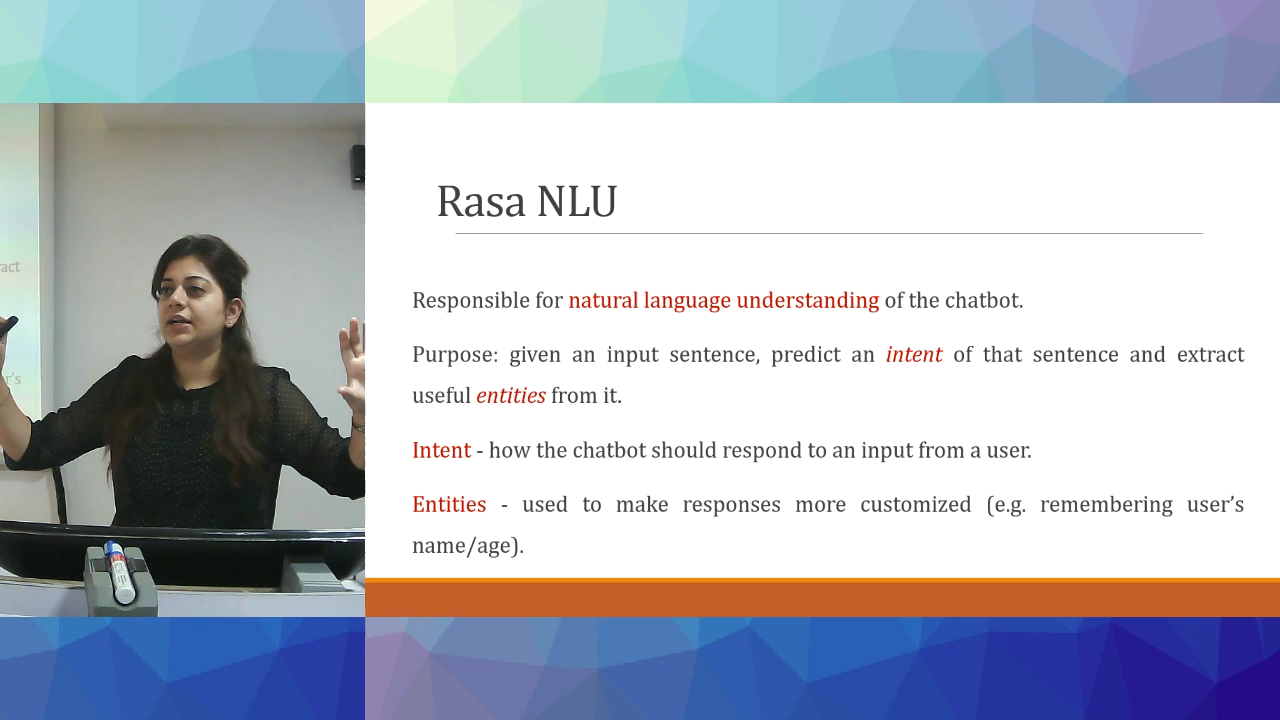 ract
r's
Rasa NLU
Responsible for natural language understanding of the chatbot.
Purpose: given an input sentence, predict an intent of that sentence and extract
useful entities from it.
Intent - how the chatbot should respond to an input from a user.
Entities - used to make responses more customized (e.g. remembering user’s
name/age).